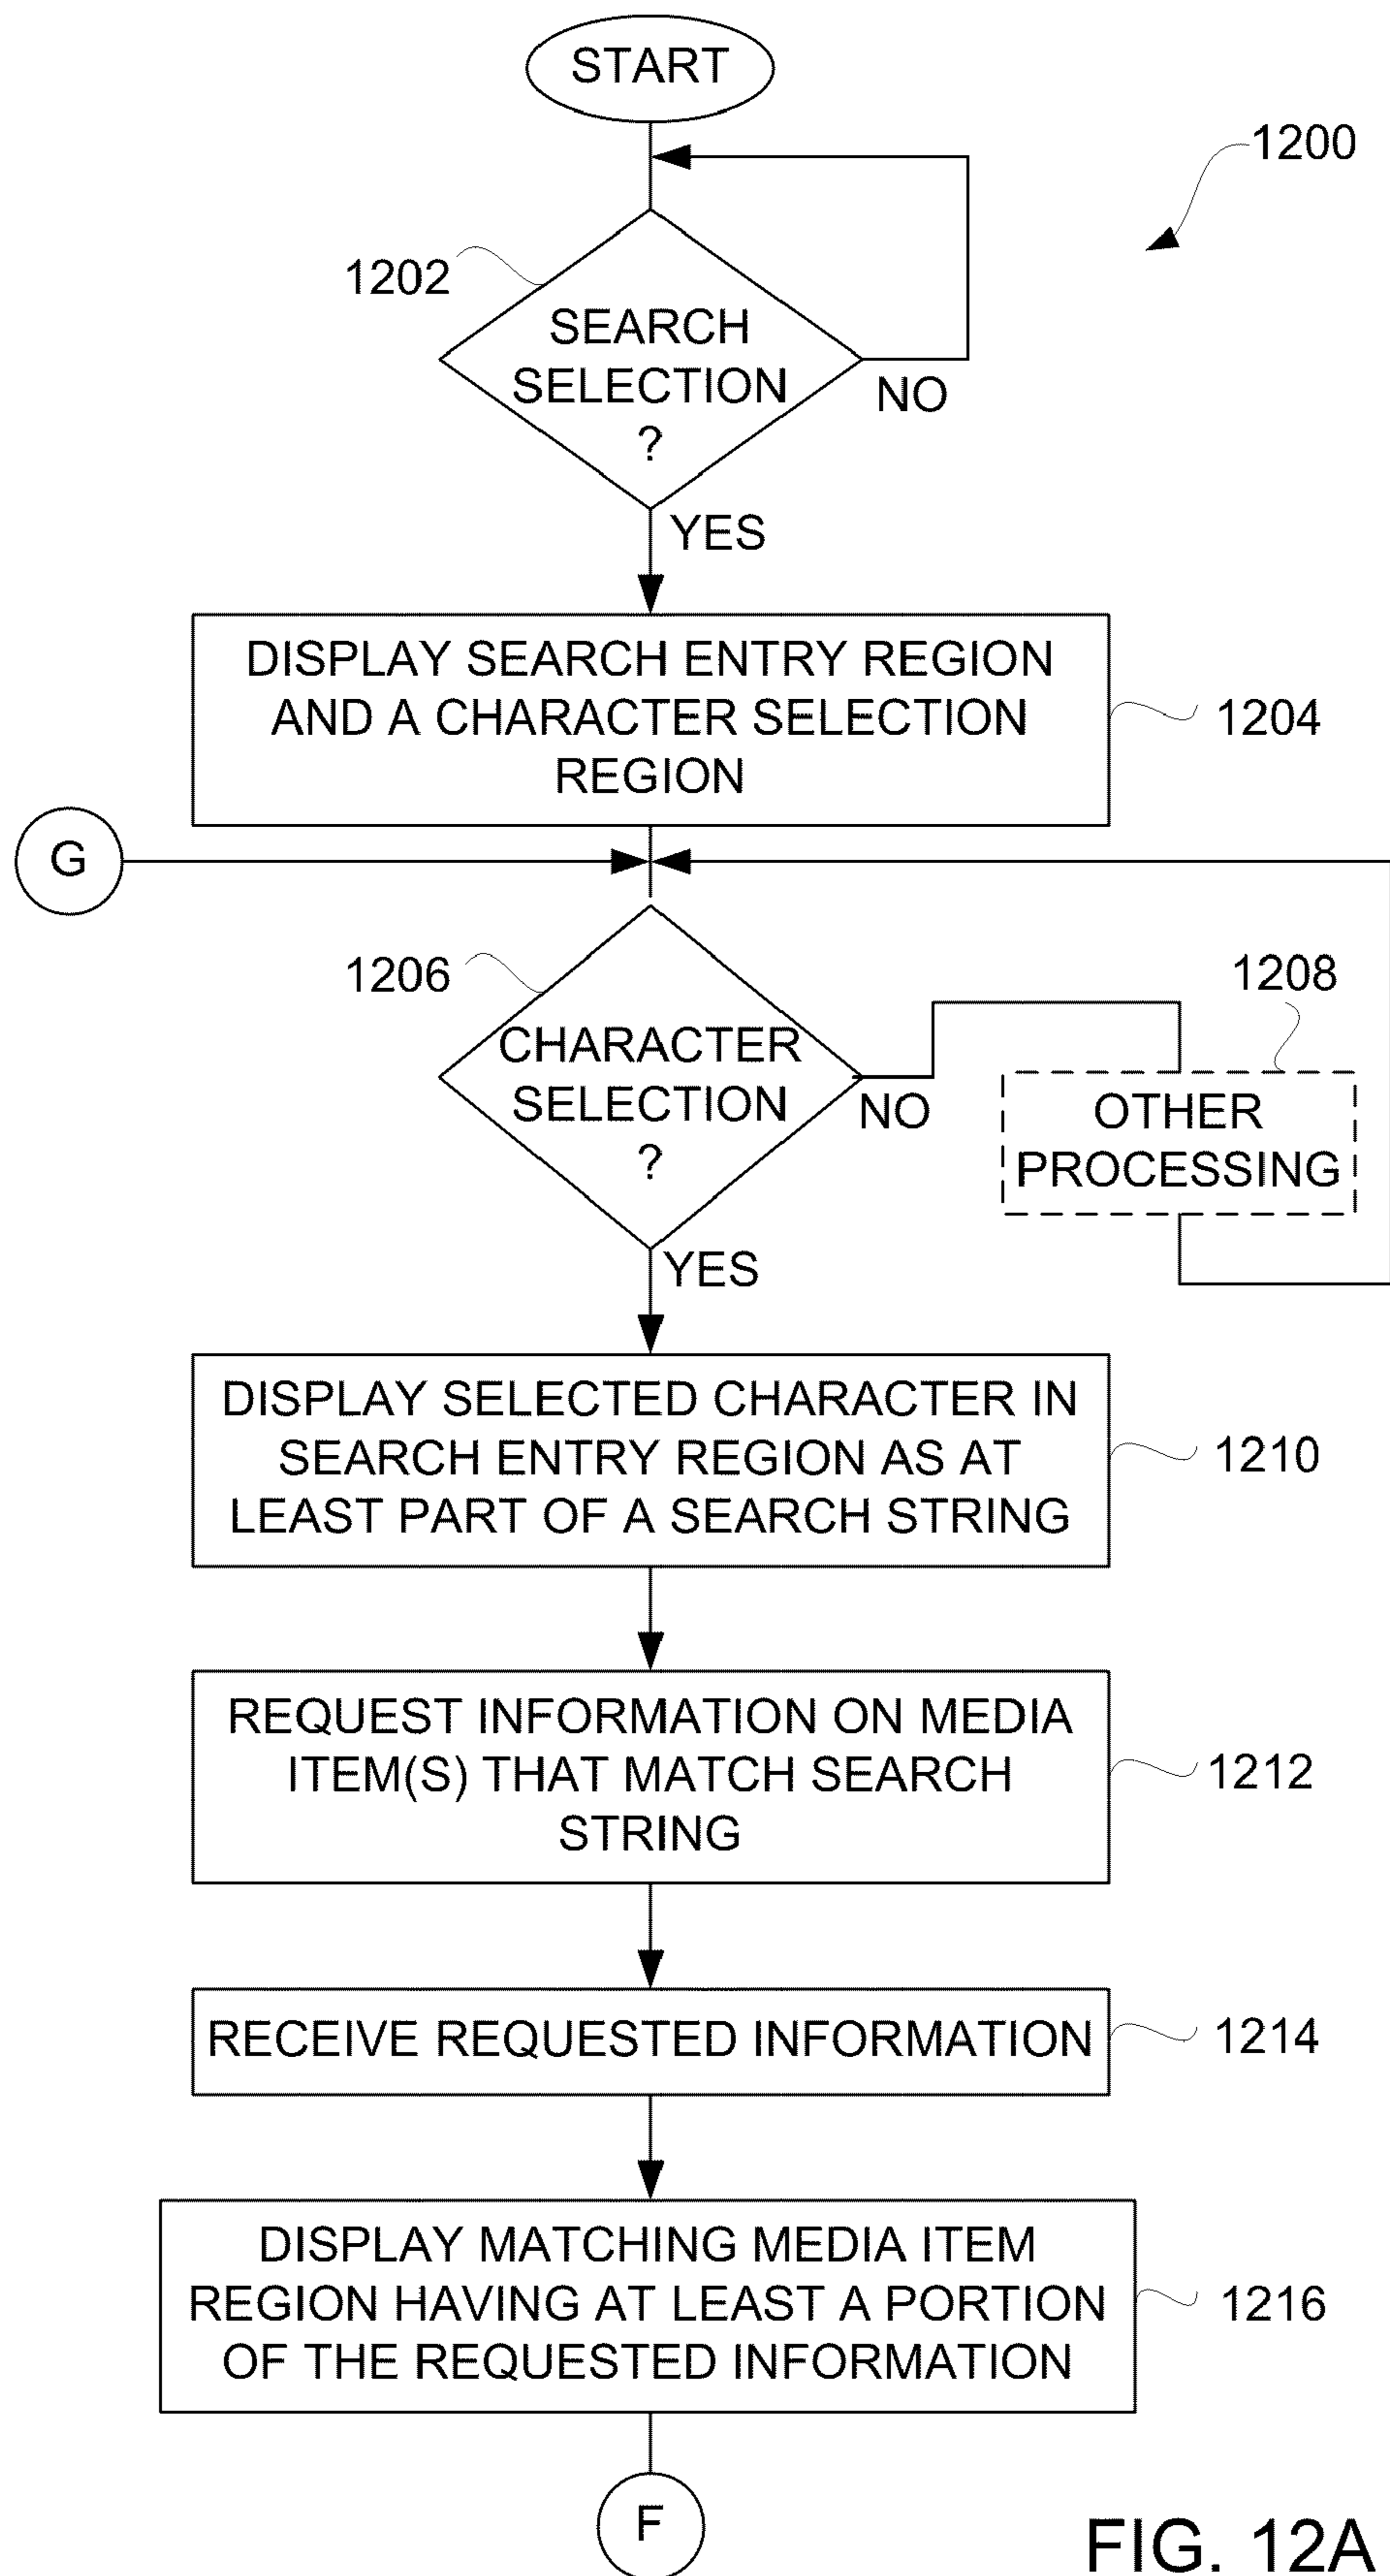 START
1200
1202
SEARCH
SELECTION
?
NO
YES
DISPLAY SEARCH ENTRY REGION
AND A CHARACTER SELECTION
REGION
1204
G
1206
CHARACTER
SELECTION
?
NO
1208
OTHER
PROCESSING
YES
DISPLAY SELECTED CHARACTER IN
SEARCH ENTRY REGION AS AT
LEAST PART OF A SEARCH STRING
1210
REQUEST INFORMATION ON MEDIA
ITEM(S) THAT MATCH SEARCH
STRING
1212
RECEIVE REQUESTED INFORMATION
1214
DISPLAY MATCHING MEDIA ITEM
REGION HAVING AT LEAST A PORTION
OF THE REQUESTED INFORMATION
1216
F
FIG. 12A